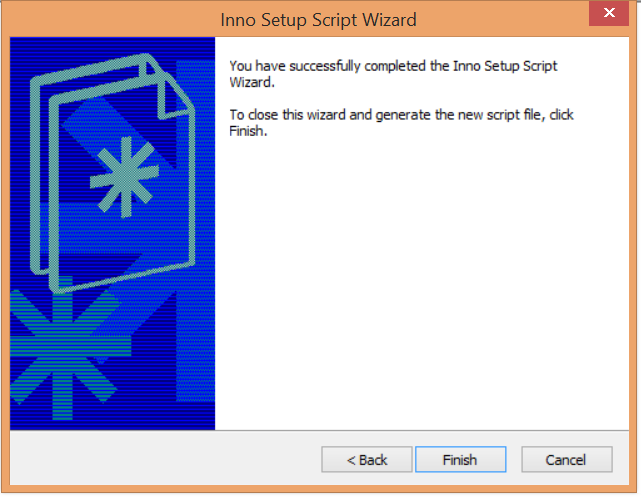 Inno Setup Script Wizard
You have successfully completed the Inno Setup Script
Wizard.
To close this wizard and generate the new script file, click
Finish.
< Back
Finish
Cancel